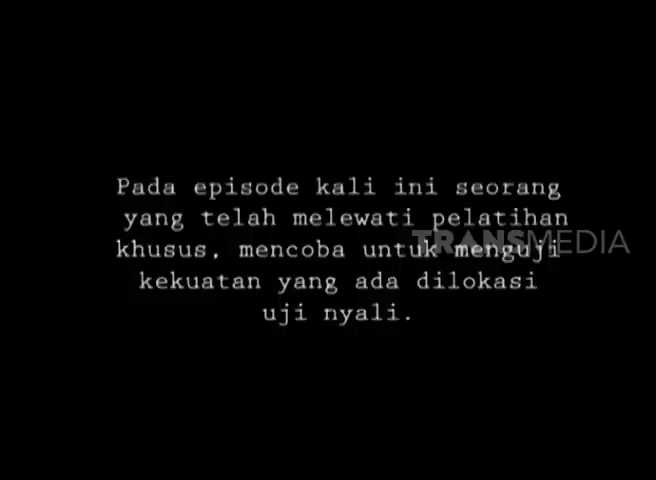 Pada episode kali ini seorang
yang telah melewati pelatihan
khusus, mencoba untuk menguji
kekuatan yang ada dilokasi
uji nyali.
TRANSMEDIA